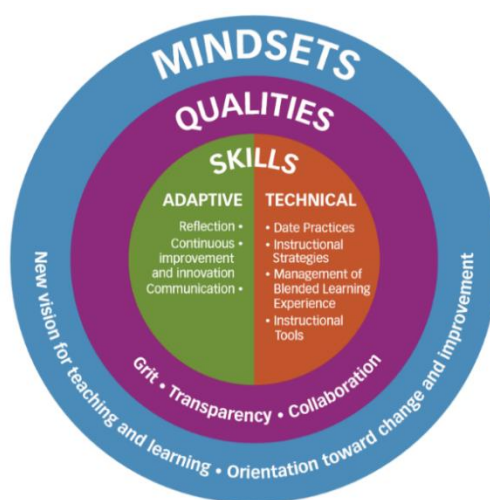 MINDSETS
QUALITIES
SKILLS
ADAPTIVE
Reflection •
Continuous •
improvement
and innovation
Communication •
TECHNICAL
• Date Practices
• Instructional
Strategies
• Management of
Blended Learning
Experience
• Instructional
Tools
Grit • Transparency • Collaboration
New vision for teaching and learning • Orientation toward change and improvement